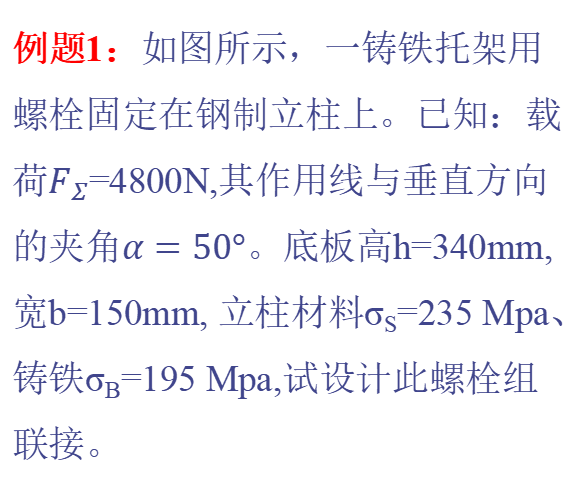 例题1：如图所示，一铸铁托架用
螺栓固定在钢制立柱上。已知：载
荷F_Σ=4800N,其作用线与垂直方向
的夹角α = 50°。底板高h=340mm,
宽b=150mm, 立柱材料σ_S=235 Mpa、
铸铁σ_B=195 Mpa,试设计此螺栓组
联接。